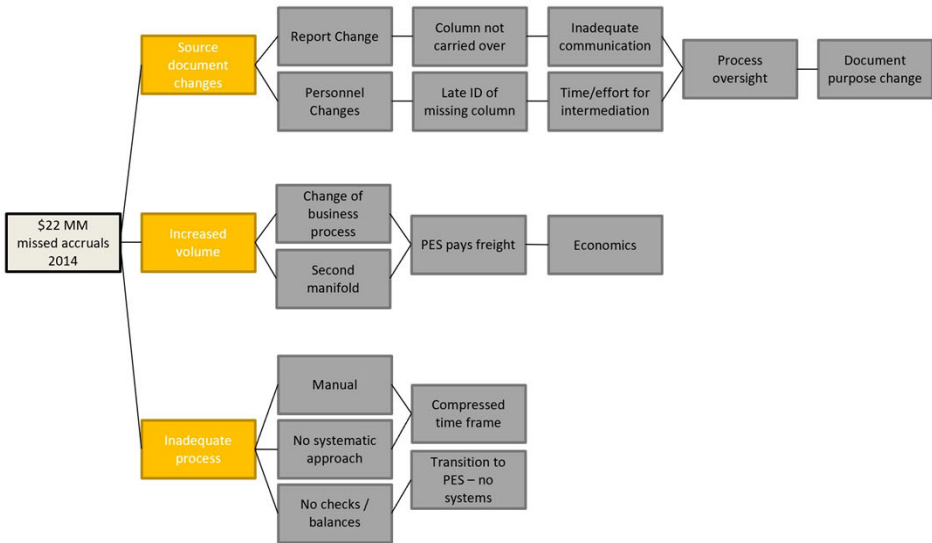 Source
document
changes
Report Change
Column not
carried over
Inadequate
communication
Process
oversight
Document
purpose change
Personnel
Changes
Late ID of
missing column
Time/effort for
intermediation
$22 MM
missed accruals
2014
Increased
volume
Change of
business
process
Second
manifold
PES pays freight
Economics
Inadequate
process
Manual
No systematic
approach
No checks /
balances
Compressed
time frame
Transition to
PES – no
systems